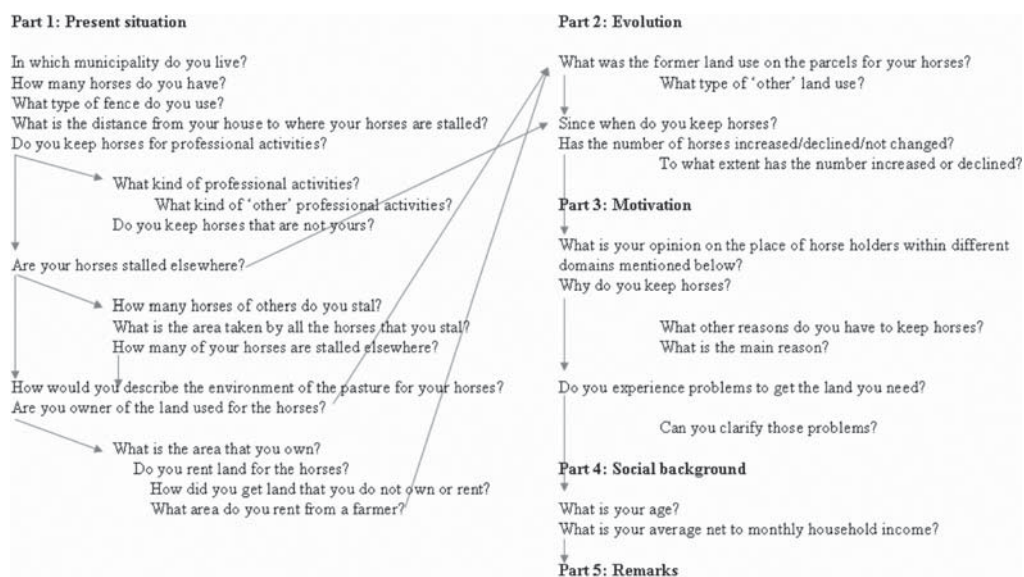 Part 1: Present situation
In which municipality do you live?
How many horses do you have?
What type of fence do you use?
What is the distance from your house to where your horses are stalled?
Do you keep horses for professional activities?
What kind of professional activities?
What kind of ‘other’ professional activities?
Do you keep horses that are not yours?
Are your horses stalled elsewhere?
How many horses of others do you stal?
What is the area taken by all the horses that you stal?
How many of your horses are stalled elsewhere?
How would you describe the environment of the pasture for your horses?
Are you owner of the land used for the horses?
What is the area that you own?
Do you rent land for the horses?
How did you get land that you do not own or rent?
What area do you rent from a farmer?
Part 2: Evolution
What was the former land use on the parcels for your horses?
What type of ‘other’ land use?
Since when do you keep horses?
Has the number of horses increased/declined/not changed?
To what extent has the number increased or declined?
Part 3: Motivation
What is your opinion on the place of horse holders within different
domains mentioned below?
Why do you keep horses?
What other reasons do you have to keep horses?
What is the main reason?
Do you experience problems to get the land you need?
Can you clarify those problems?
Part 4: Social background
What is your age?
What is your average net to monthly household income?
Part 5: Remarks